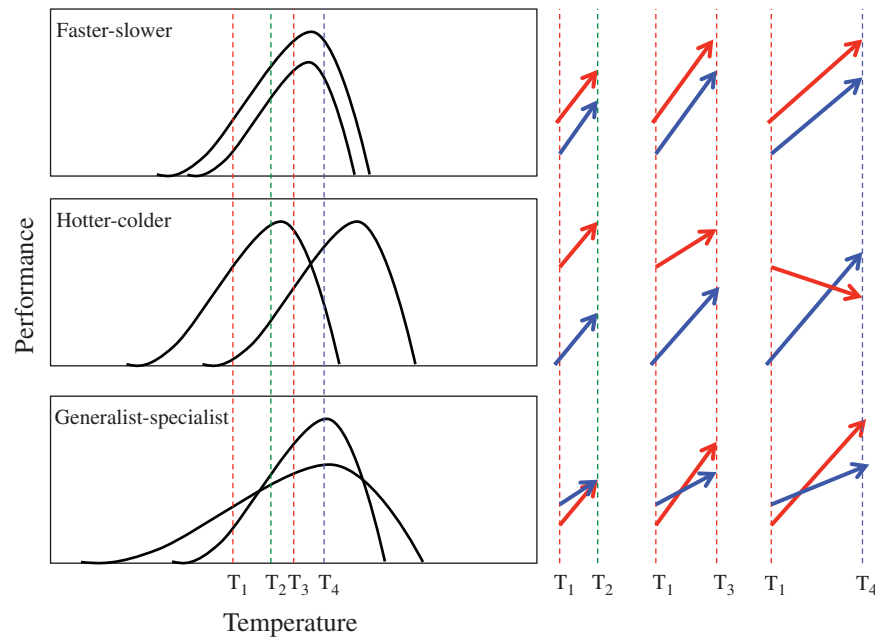 Faster-slower
Hotter-colder
Generalist-specialist
Performance
T₁ T₂ T₃ T₄
T₁ T₂
T₁ T₃
T₁ T₄
Temperature